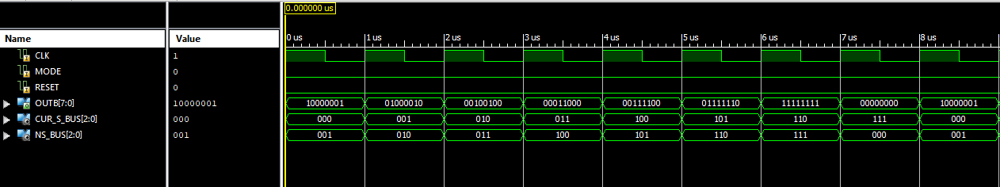 0.000000 us
Name Value 0 us 1 us 2 us 3 us 4 us 5 us 6 us 7 us 8 us
CLK 1
MODE 0
RESET 0
OUTB[7:0] 10000001 10000001 01000010 00100100 00011000 00111100 01111110 11111111 00000000 10000001
CUR_S_BUS[2:0] 000 000 001 010 011 100 101 110 111 000
NS_BUS[2:0] 001 001 010 011 100 101 110 111 000 001